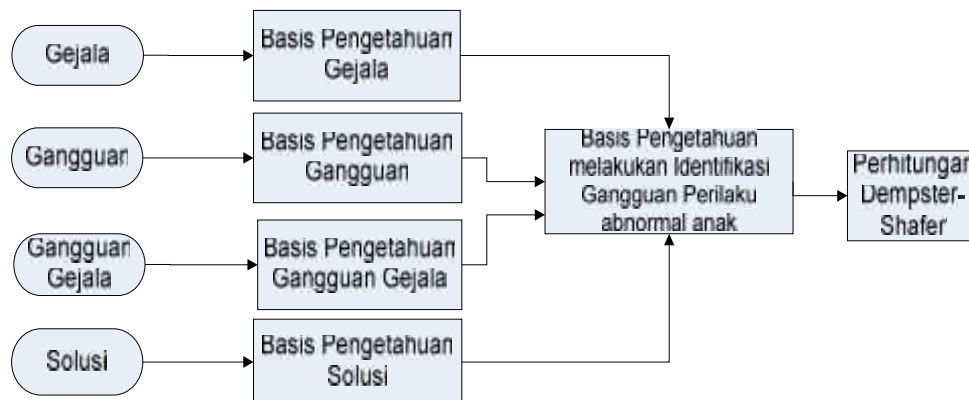 Gejala
Basis Pengetahuan
Gejala
Gangguan
Basis Pengetahuan
Gangguan
Gangguan
Gejala
Basis Pengetahuan
Gangguan Gejala
Solusi
Basis Pengetahuan
Solusi
Basis Pengetahuan
melakukan Identifikasi
Gangguan Perilaku
abnormal anak
Perhitungan
Dempster-
Shafer